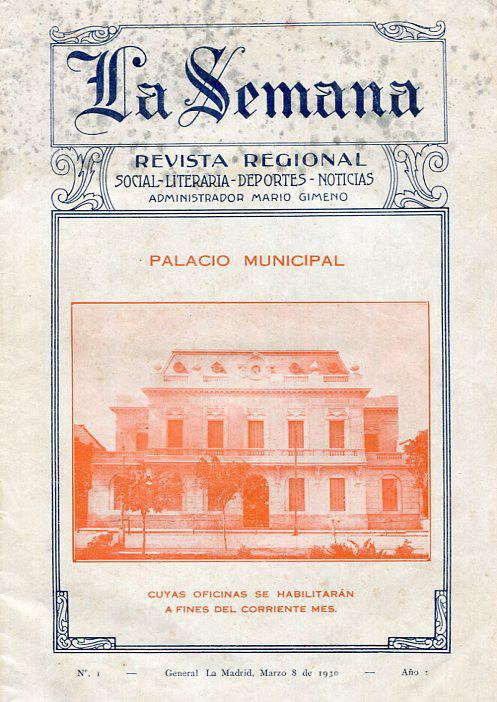 La Semana
REVISTA REGIONAL
SOCIAL-LITERARIA-DEPORTES-NOTICIAS
ADMINISTRADOR MARIO GIMENO
PALACIO MUNICIPAL
CUYAS OFICINAS SE HABILITARÁN
A FINES DEL CORRIENTE MES.
Nº. 1 — General La Madrid, Marzo 8 de 1930 — Año 1